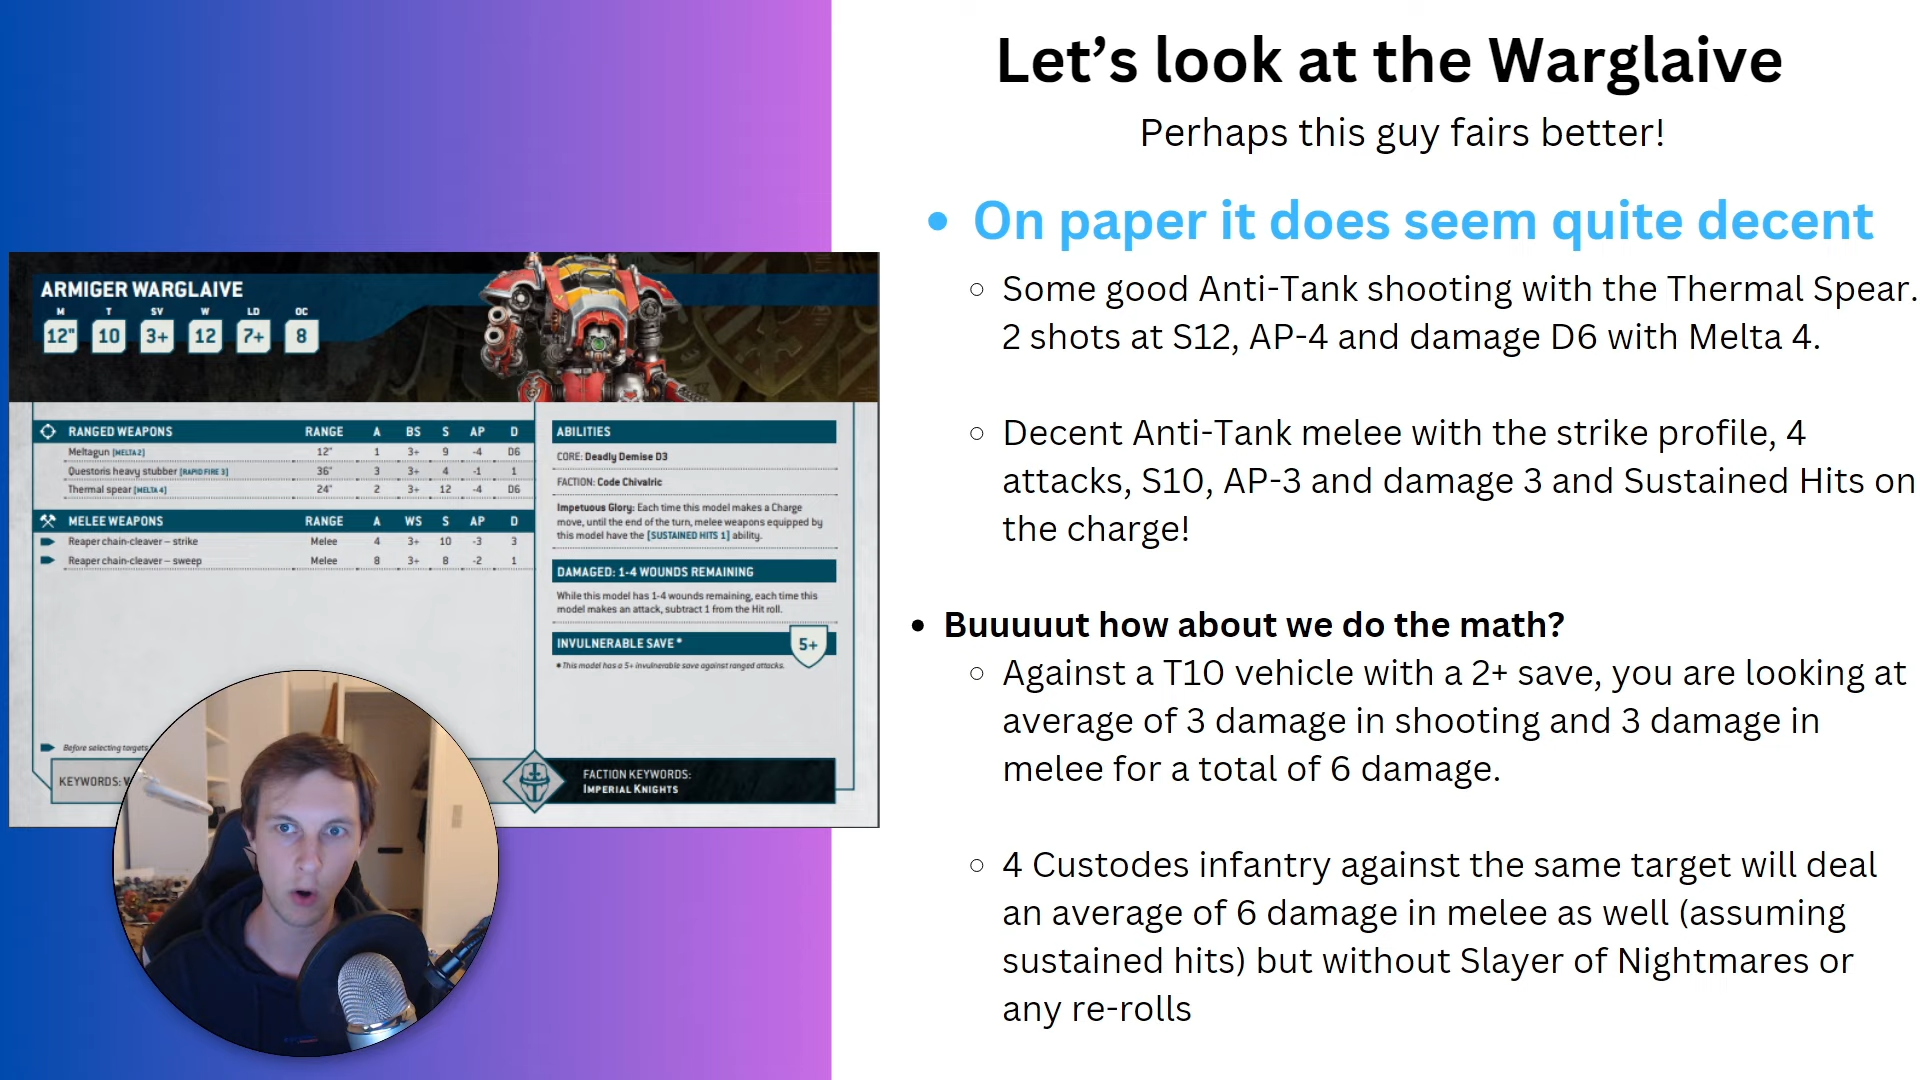 Let's look at the Warglaive
Perhaps this guy fairs better!
• On paper it does seem quite decent
○ Some good Anti-Tank shooting with the Thermal Spear.
2 shots at S12, AP-4 and damage D6 with Melta 4.
○ Decent Anti-Tank melee with the strike profile, 4
attacks, S10, AP-3 and damage 3 and Sustained Hits on
the charge!
• Buuuuut how about we do the math?
○ Against a T10 vehicle with a 2+ save, you are looking at
average of 3 damage in shooting and 3 damage in
melee for a total of 6 damage.
○ 4 Custodes infantry against the same target will deal
an average of 6 damage in melee as well (assuming
sustained hits) but without Slayer of Nightmares or
any re-rolls
ARMIGER WARGLAIVE
M T SV W LD OC
12" 10 3+ 12 7+ 8
RANGED WEAPONS RANGE A BS S AP D
Meltagun [MELTA 2] 12" 1 3+ 9 -4 D6
Questoris heavy stubber [RAPID FIRE 3] 36" 3 3+ 4 -1 1
Thermal spear [MELTA 4] 24" 2 3+ 12 -4 D6
MELEE WEAPONS RANGE A WS S AP D
Reaper chain-cleaver – strike Melee 4 3+ 10 -3 3
Reaper chain-cleaver – sweep Melee 8 3+ 8 -2 1
Before selecting targets
KEYWORDS: V
ABILITIES
CORE: Deadly Demise D3
FACTION: Code Chivalric
Impetuous Glory: Each time this model makes a Charge
move, until the end of the turn, melee weapons equipped by
this model have the [SUSTAINED HITS 1] ability.
DAMAGED: 1-4 WOUNDS REMAINING
While this model has 1-4 wounds remaining, each time this
model makes an attack, subtract 1 from the Hit roll.
INVULNERABLE SAVE* 5+
* This model has a 5+ invulnerable save against ranged attacks.
FACTION KEYWORDS:
IMPERIAL KNIGHTS